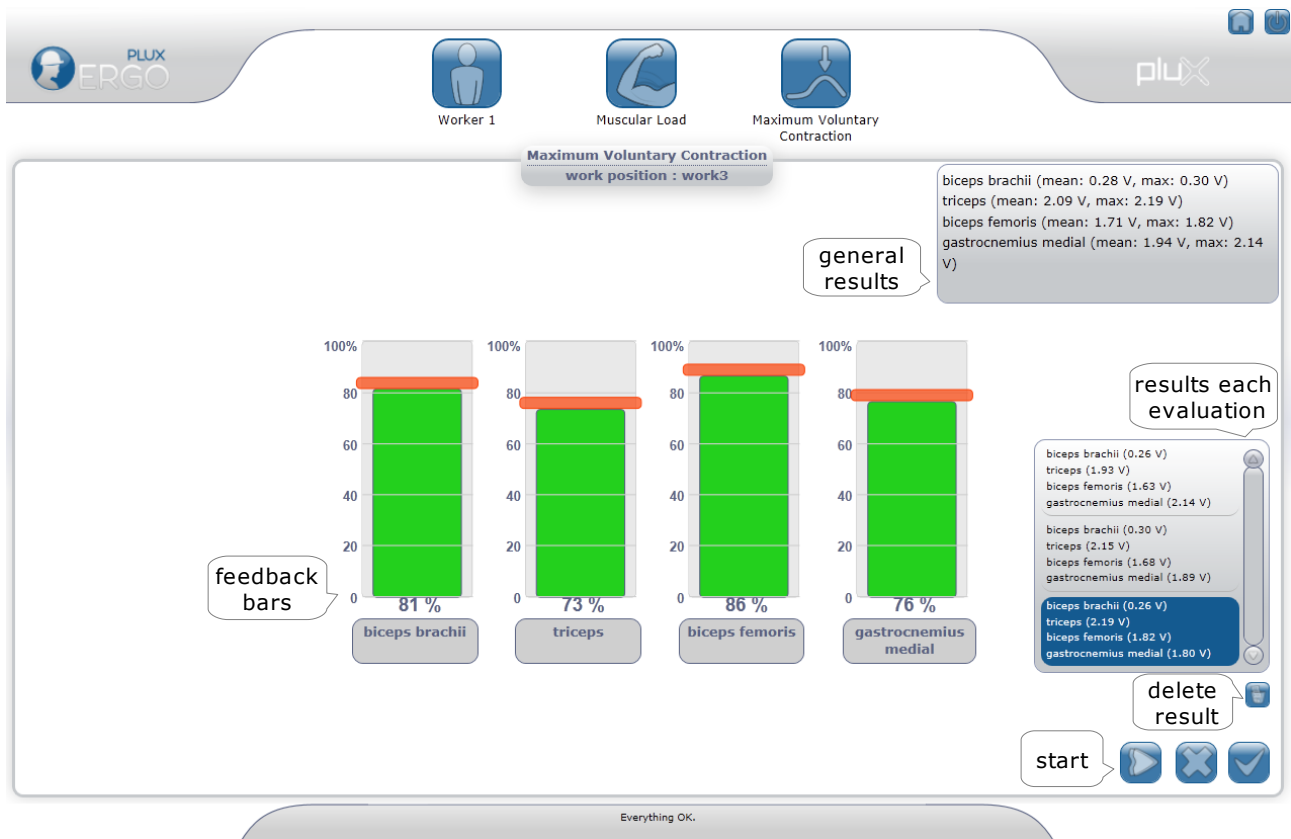 PLUX
ERGO
plux
Worker 1
Muscular Load
Maximum Voluntary
Contraction
Maximum Voluntary Contraction
work position : work3
biceps brachii (mean: 0.28 V, max: 0.30 V)
triceps (mean: 2.09 V, max: 2.19 V)
biceps femoris (mean: 1.71 V, max: 1.82 V)
gastrocnemius medial (mean: 1.94 V, max: 2.14
V)
general
results
100%
80
60
40
20
0
81 %
biceps brachii
100%
80
60
40
20
0
73 %
triceps
100%
80
60
40
20
0
86 %
biceps femoris
100%
80
60
40
20
0
76 %
gastrocnemius
medial
feedback
bars
results each
evaluation
biceps brachii (0.26 V)
triceps (1.93 V)
biceps femoris (1.63 V)
gastrocnemius medial (2.14 V)
biceps brachii (0.30 V)
triceps (2.15 V)
biceps femoris (1.68 V)
gastrocnemius medial (1.89 V)
biceps brachii (0.26 V)
triceps (2.19 V)
biceps femoris (1.82 V)
gastrocnemius medial (1.80 V)
delete
result
start
Everything OK.